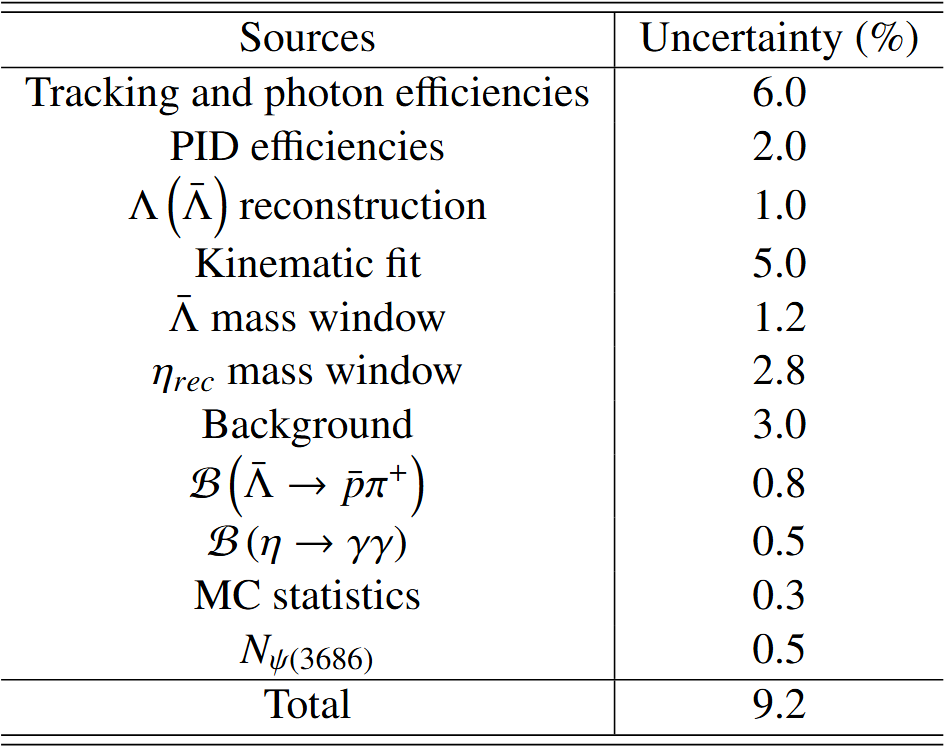 Sources Uncertainty (%)
Tracking and photon efficiencies 6.0
PID efficiencies 2.0
Λ(Λ̄) reconstruction 1.0
Kinematic fit 5.0
Λ̄ mass window 1.2
η_rec mass window 2.8
Background 3.0
ℬ(Λ̄ → p̄π⁺) 0.8
ℬ(η → γγ) 0.5
MC statistics 0.3
N_ψ(3686) 0.5
Total 9.2